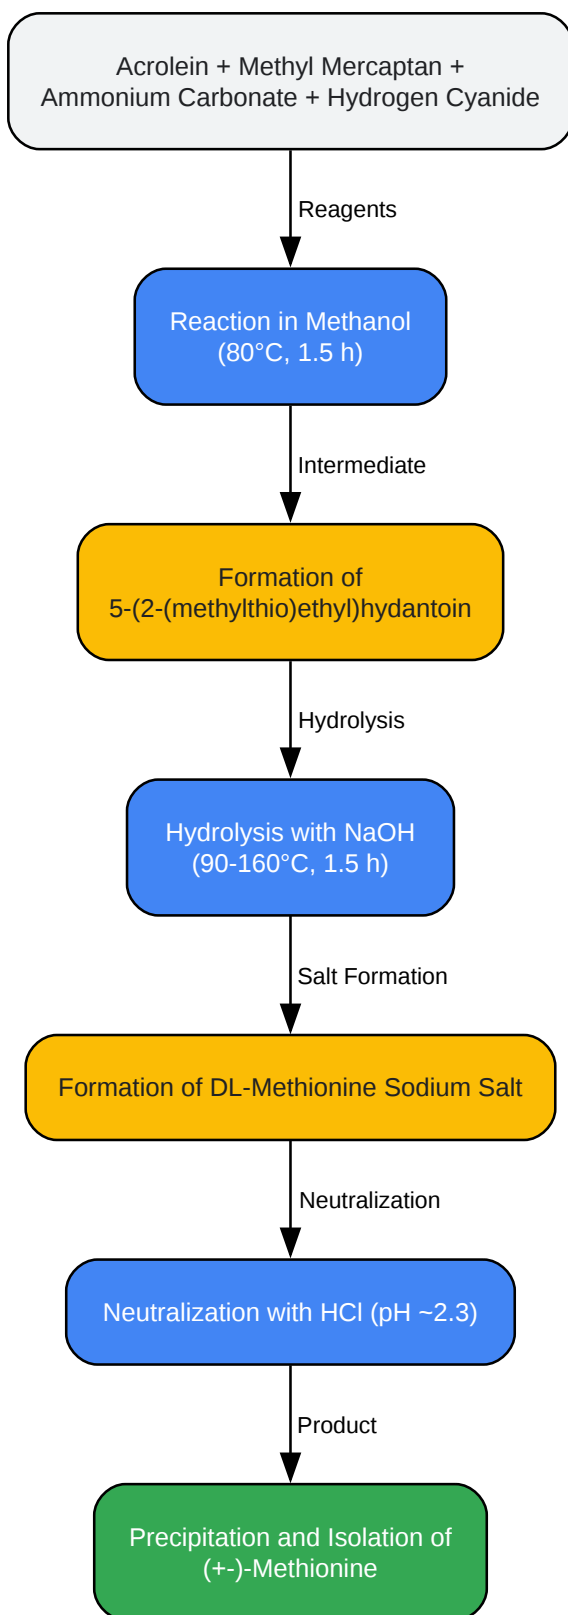 Acrolein + Methyl Mercaptan +
Ammonium Carbonate + Hydrogen Cyanide
Reagents
Reaction in Methanol
(80°C, 1.5 h)
Intermediate
Formation of
5-(2-(methylthio)ethyl)hydantoin
Hydrolysis
Hydrolysis with NaOH
(90-160°C, 1.5 h)
Salt Formation
Formation of DL-Methionine Sodium Salt
Neutralization
Neutralization with HCl (pH ~2.3)
Product
Precipitation and Isolation of
(+-)-Methionine